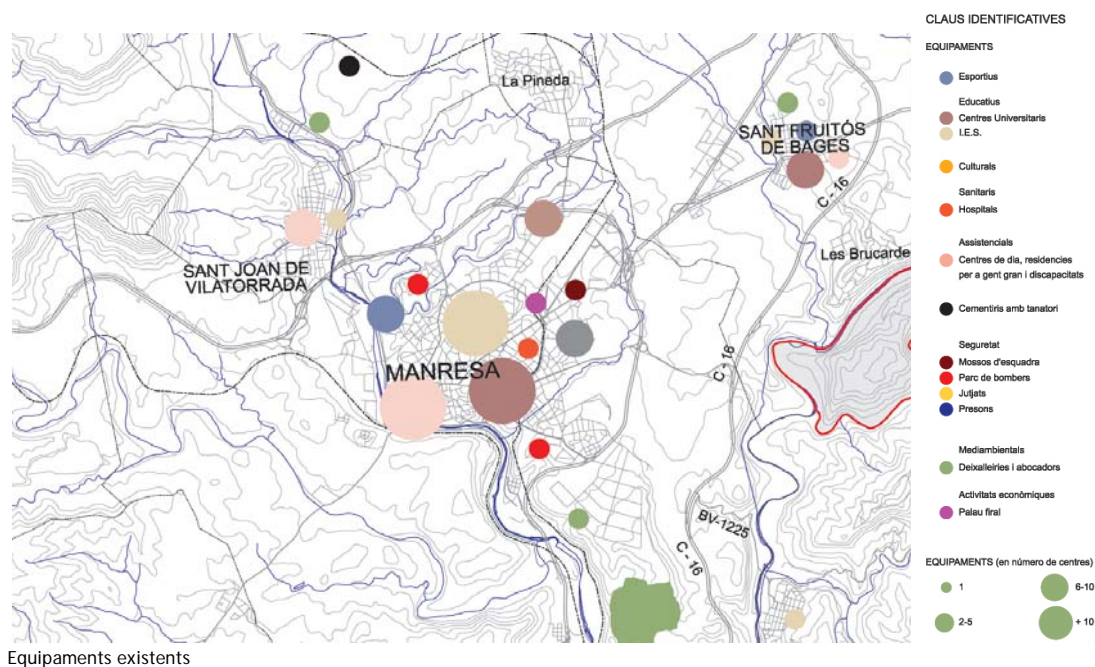 La Pineda
SANT FRUITÓS
DE BAGES
C - 16
Les Brucarde
SANT JOAN DE
VILATORRADA
MANRESA
C - 16
BV-1225
C - 16
CLAUS IDENTIFICATIVES
EQUIPAMENTS
Esportius
Educatius
Centres Universitaris
I.E.S.
Culturals
Sanitaris
Hospitals
Assistencials
Centres de dia, residencies
per a gent gran i discapacitats
Cementiris amb tanatori
Seguretat
Mossos d'esquadra
Parc de bombers
Jutjats
Presons
Mediambientals
Deixalleiries i abocadors
Activitats econòmiques
Palau firal
EQUIPAMENTS (en número de centres)
1
6-10
2-5
+ 10
Equipaments existents